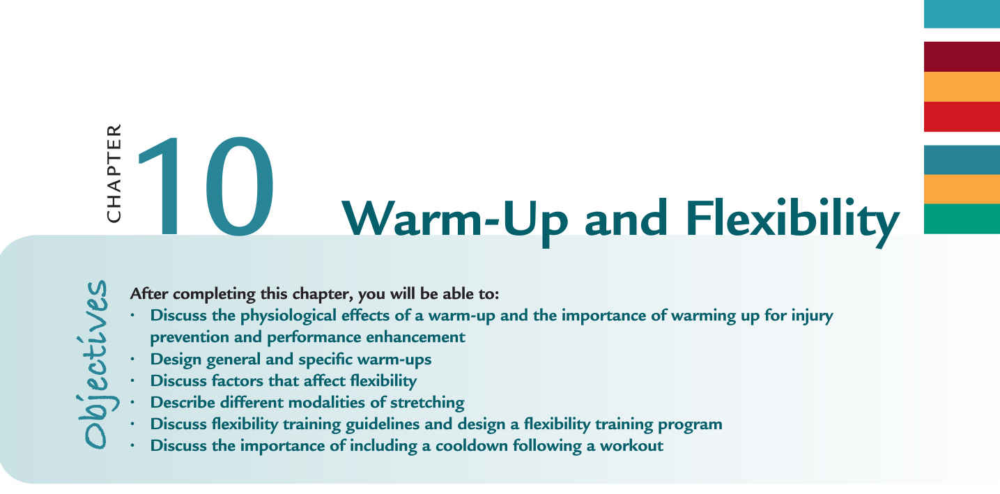 CHAPTER
10
Warm-Up and Flexibility
Objectives
After completing this chapter, you will be able to:
· Discuss the physiological effects of a warm-up and the importance of warming up for injury
prevention and performance enhancement
· Design general and specific warm-ups
· Discuss factors that affect flexibility
· Describe different modalities of stretching
· Discuss flexibility training guidelines and design a flexibility training program
· Discuss the importance of including a cooldown following a workout